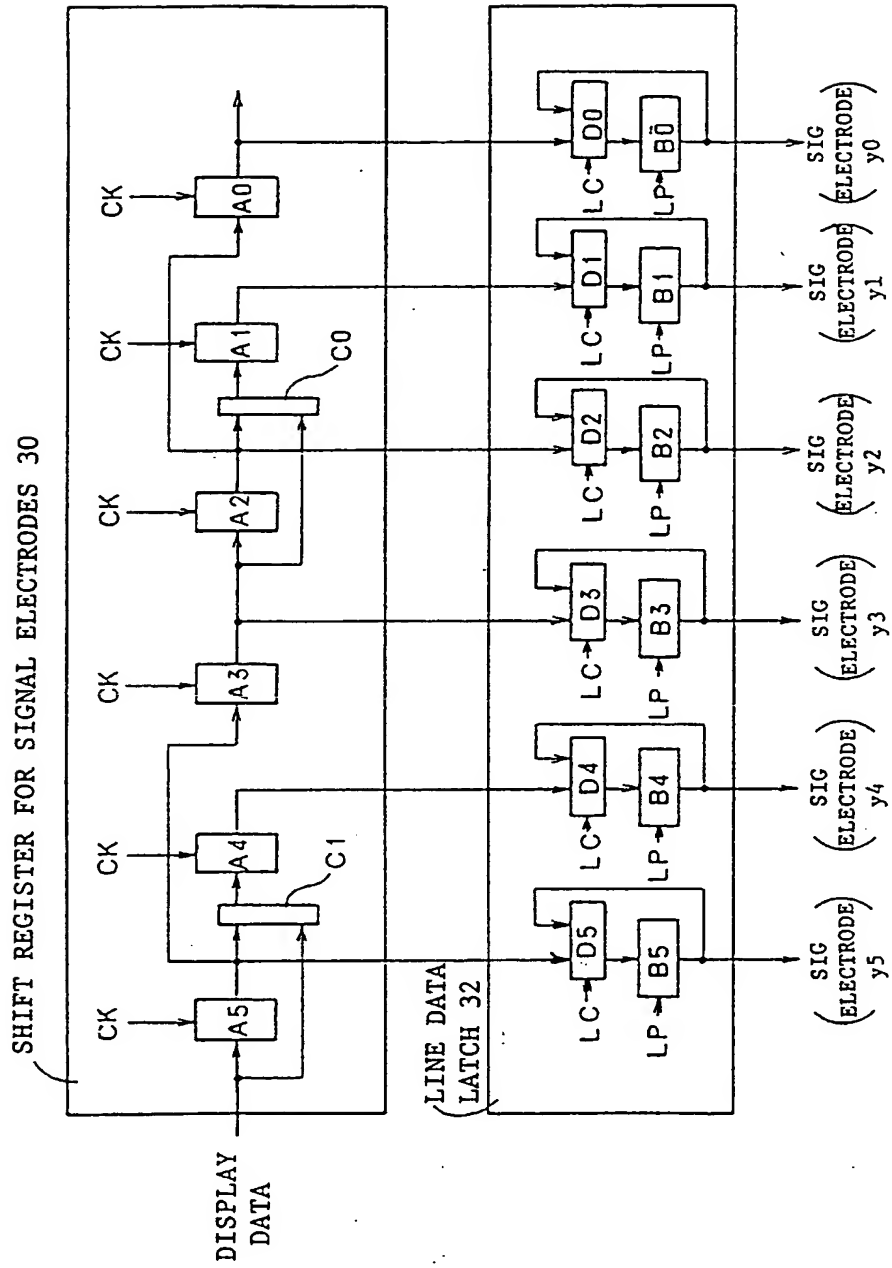 SHIFT REGISTER FOR SIGNAL ELECTRODES 30
CK CK CK CK CK CK
DISPLAY
DATA
A5 A4 A3 A2 A1 A0
C1 C0
LINE DATA
LATCH 32
D5 D4 D3 D2 D1 D0
LC LC LC LC LC LC
B5 B4 B3 B2 B1 B0
LP LP LP LP LP LP
SIG SIG SIG SIG SIG SIG
(ELECTRODE) (ELECTRODE) (ELECTRODE) (ELECTRODE) (ELECTRODE) (ELECTRODE)
y5 y4 y3 y2 y1 y0